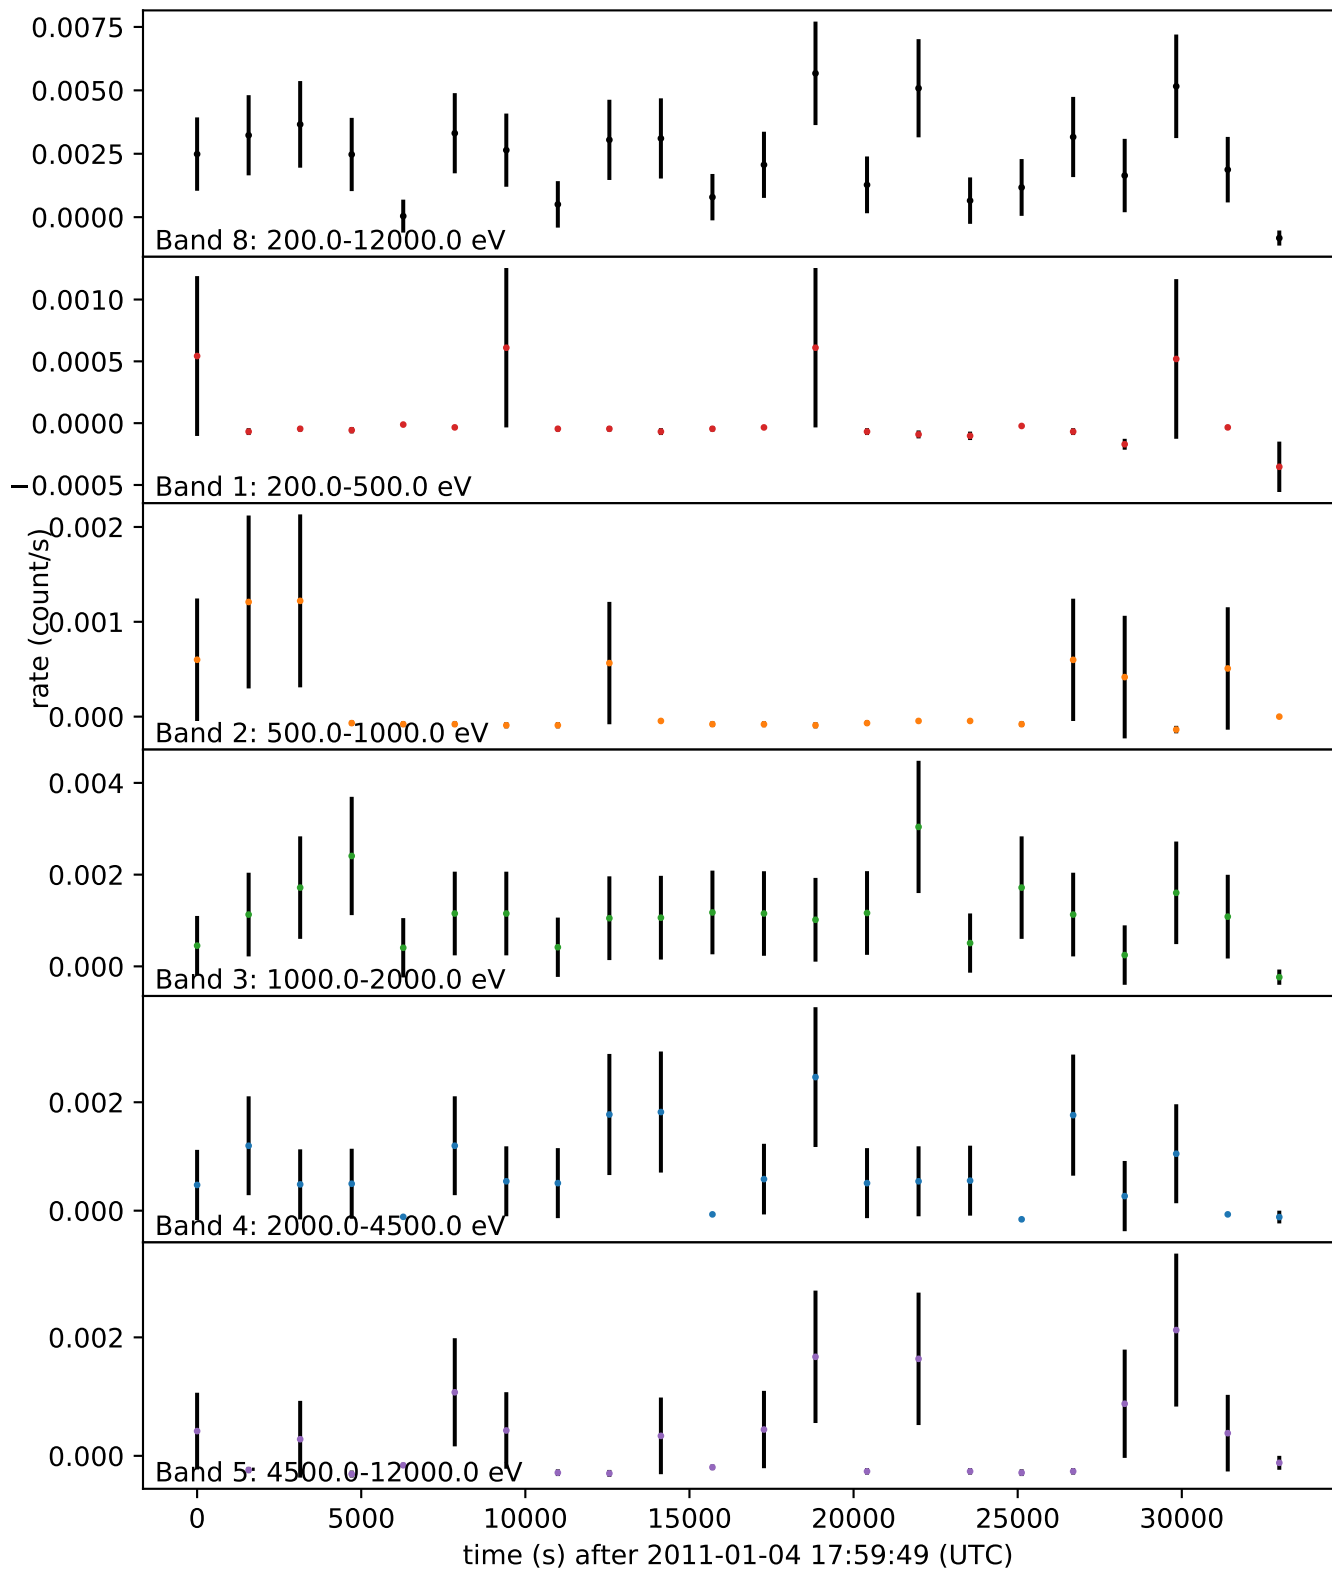 0.0075
0.0050
0.0025
0.0000
Band 8: 200.0-12000.0 eV
0.0010
0.0005
0.0000
−0.0005
Band 1: 200.0-500.0 eV
rate (count/s)
0.002
0.001
0.000
Band 2: 500.0-1000.0 eV
0.004
0.002
0.000
Band 3: 1000.0-2000.0 eV
0.002
0.000
Band 4: 2000.0-4500.0 eV
0.002
0.000
Band 5: 4500.0-12000.0 eV
0 5000 10000 15000 20000 25000 30000
time (s) after 2011-01-04 17:59:49 (UTC)